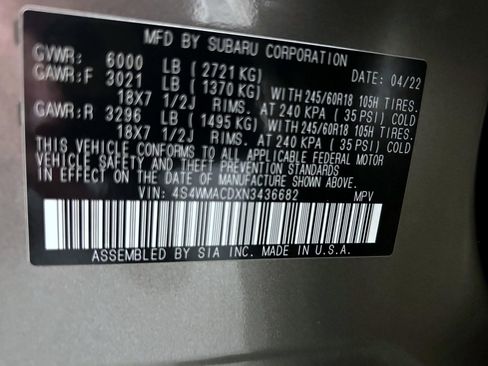 MFD BY SUBARU CORPORATION
GVWR: 6000 LB (2721 KG) DATE: 04/22
GAWR:F 3021 LB (1370 KG) WITH 245/60R18 105H TIRES.
18X7 1/2J RIMS. AT 240 KPA (35 PSI) COLD
GAWR:R 3296 LB (1495 KG) WITH 245/60R18 105H TIRES.
18X7 1/2J RIMS. AT 240 KPA (35 PSI) COLD
THIS VEHICLE CONFORMS TO ALL APPLICABLE FEDERAL MOTOR
VEHICLE SAFETY AND THEFT PREVENTION STANDARDS
IN EFFECT ON THE DATE OF MANUFACTURE SHOWN ABOVE.
VIN: 4S4WMACDXN3436682 MPV
ASSEMBLED BY SIA INC. MADE IN U.S.A.